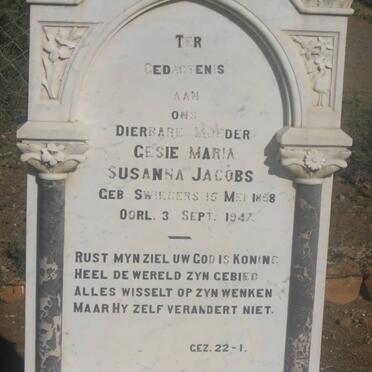 TER
GEDACTENIS
AAN
ONS
DIERBARE MOEDER
GESIE MARIA
SUSANNA JACOBS
GEB. SWIEGERS 15 MEI 1868
OORL. 3 SEPT. 1947.
RUST MYN ZIEL UW GOD IS KONING
HEEL DE WERELD ZYN GEBIED
ALLES WISSELT OP ZYN WENKEN
MAAR HY ZELF VERANDERT NIET.
GEZ. 22-1.